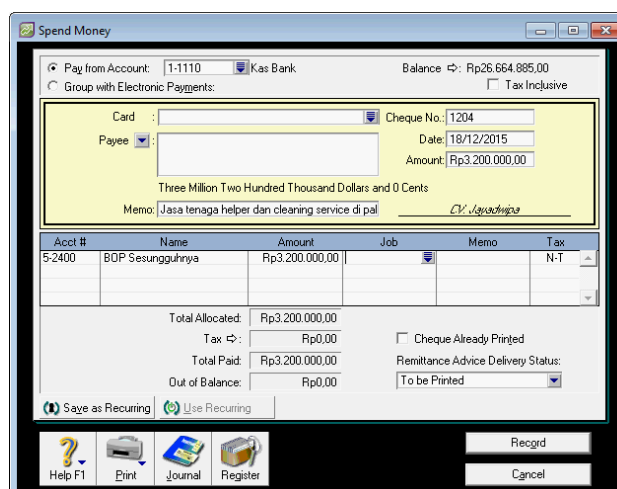 Spend Money
Pay from Account: 1-1110 Kas Bank Balance ⇨: Rp26.664.885,00
Group with Electronic Payments: Tax Inclusive
Card : Cheque No.: 1204
Payee : Date: 18/12/2015
Amount: Rp3.200.000,00
Three Million Two Hundred Thousand Dollars and 0 Cents
Memo: Jasa tenaga helper dan cleaning service di pal CV. Jayadwipa
Acct # Name Amount Job Memo Tax
5-2400 BOP Sesungguhnya Rp3.200.000,00 N-T
Total Allocated: Rp3.200.000,00
Tax ⇨: Rp0,00 Cheque Already Printed
Total Paid: Rp3.200.000,00 Remittance Advice Delivery Status:
Out of Balance: Rp0,00 To be Printed
Save as Recurring Use Recurring
Record
Help F1 Print Journal Register Cancel